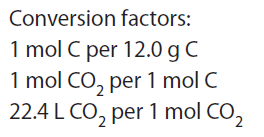 Conversion factors:
1 mol C per 12.0 g C
1 mol CO₂ per 1 mol C
22.4 L CO₂ per 1 mol CO₂